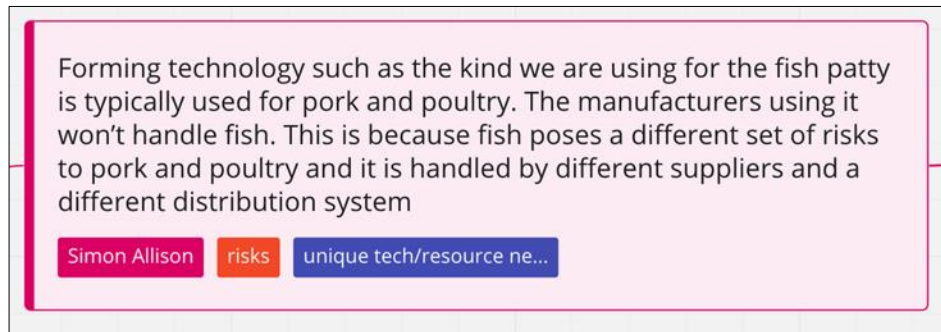 Forming technology such as the kind we are using for the fish patty
is typically used for pork and poultry. The manufacturers using it
won’t handle fish. This is because fish poses a different set of risks
to pork and poultry and it is handled by different suppliers and a
different distribution system
Simon Allison risks unique tech/resource ne...